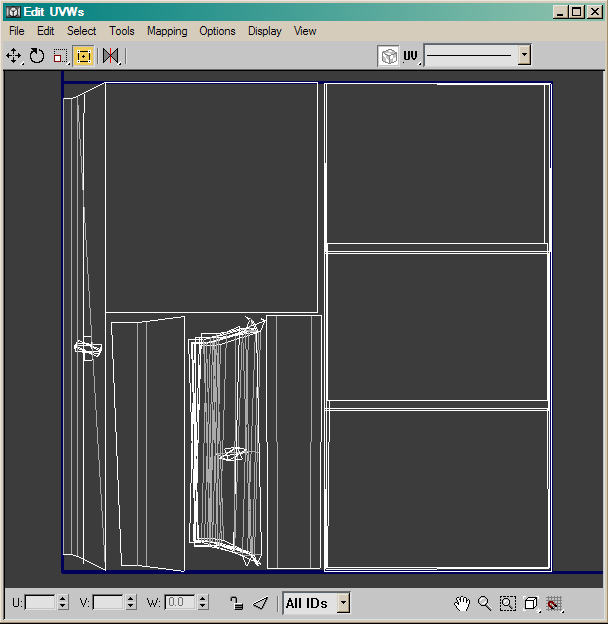 Edit UVWs
File Edit Select Tools Mapping Options Display View
UV
U: V: W: 0.0 All IDs